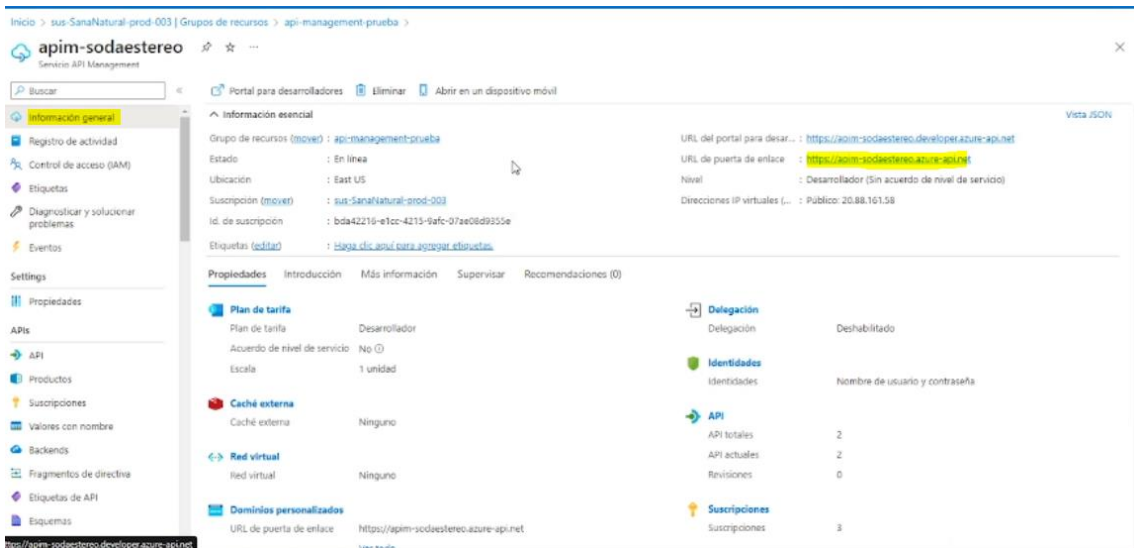 Inicio > sus-SanaNatural-prod-003 | Grupos de recursos > api-management-prueba >
apim-sodaestereo
Servicio API Management
Buscar
Información general
Registro de actividad
Control de acceso (IAM)
Etiquetas
Diagnosticar y solucionar
problemas
Eventos
Settings
Propiedades
APIs
API
Productos
Suscripciones
Valores con nombre
Backends
Fragmentos de directiva
Etiquetas de API
Esquemas
https://apim-sodaestereo.developer.azure-api.net
Portal para desarrolladores Eliminar Abrir en un dispositivo móvil
Información esencial Vista JSON
Grupo de recursos (mover) : api-management-prueba
Estado : En línea
Ubicación : East US
Suscripción (mover) : sus-SanaNatural-prod-003
Id. de suscripción : bda42216-e1cc-4215-9afc-07ae08d9355e
Etiquetas (editar) : Haga clic aquí para agregar etiquetas.
URL del portal para desar... : https://apim-sodaestereo.developer.azure-api.net
URL de puerta de enlace : https://apim-sodaestereo.azure-api.net
Nivel : Desarrollador (Sin acuerdo de nivel de servicio)
Direcciones IP virtuales (... : Público: 20.88.161.58
Propiedades Introducción Más información Supervisar Recomendaciones (0)
Plan de tarifa
Plan de tarifa Desarrollador
Acuerdo de nivel de servicio No
Escala 1 unidad
Caché externa
Caché externa Ninguno
Red virtual
Red virtual Ninguno
Dominios personalizados
URL de puerta de enlace https://apim-sodaestereo.azure-api.net
Delegación
Delegación Deshabilitado
Identidades
Identidades Nombre de usuario y contraseña
API
API totales 2
API actuales 2
Revisiones 0
Suscripciones
Suscripciones 3